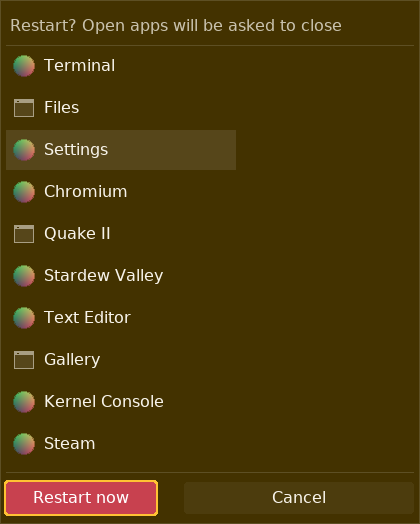 Restart? Open apps will be asked to close
Terminal
Files
Settings
Chromium
Quake II
Stardew Valley
Text Editor
Gallery
Kernel Console
Steam
Restart now
Cancel